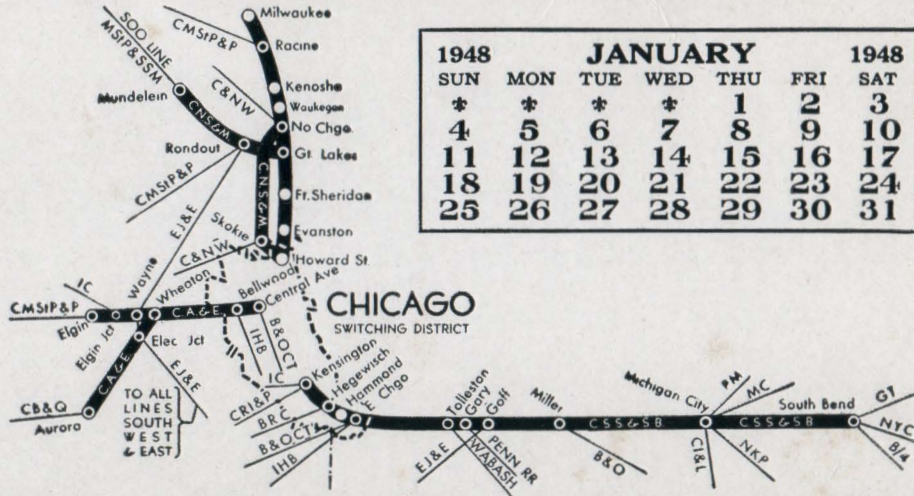 Milwaukee
CMStP&P
Racine
SOO LINE
MStP&SSM
C&NW
Kenosha
Waukegan
Mundelein
CNS&M
No Chgo.
Rondout
Gt. Lakes
CMStP&P
C.N.S.&M.
Ft. Sheridan
EJ&E
Skokie
Evanston
C&NW
Howard St.
IC
Wayne
Wheaton
Bellwood
Central Ave
CMStP&P
C.A.&E.
Elgin
Elgin Jct
Elec Jct
C.A.&E.
EJ&E
IHB
B&OCT
CB&Q
Aurora
TO ALL
LINES
SOUTH
WEST
& EAST
CHICAGO
SWITCHING DISTRICT
IC
Kensington
CRI&P
Hegewisch
BRC
Hammond
B&OCT
E Chgo
IHB
Tolleston
Gary
Goff
EJ&E
PENN RR
WABASH
Miller
B&O
CSS&SB
Michigan City
PM
MC
CI&L
NKP
CSS&SB
South Bend
GT
NYC
B/4
1948 JANUARY 1948
SUN MON TUE WED THU FRI SAT
* * * * 1 2 3
4 5 6 7 8 9 10
11 12 13 14 15 16 17
18 19 20 21 22 23 24
25 26 27 28 29 30 31